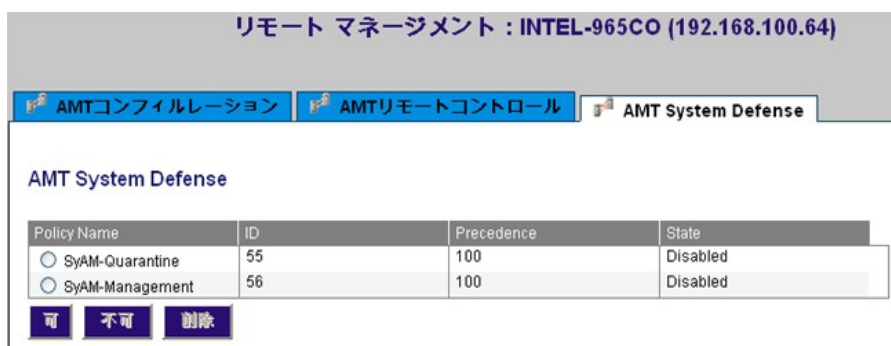 リモート マネージメント : INTEL-965CO (192.168.100.64)
AMTコンフィルレーション AMTリモートコントロール AMT System Defense
AMT System Defense
Policy Name ID Precedence State
SyAM-Quarantine 55 100 Disabled
SyAM-Management 56 100 Disabled
可 不可 削除